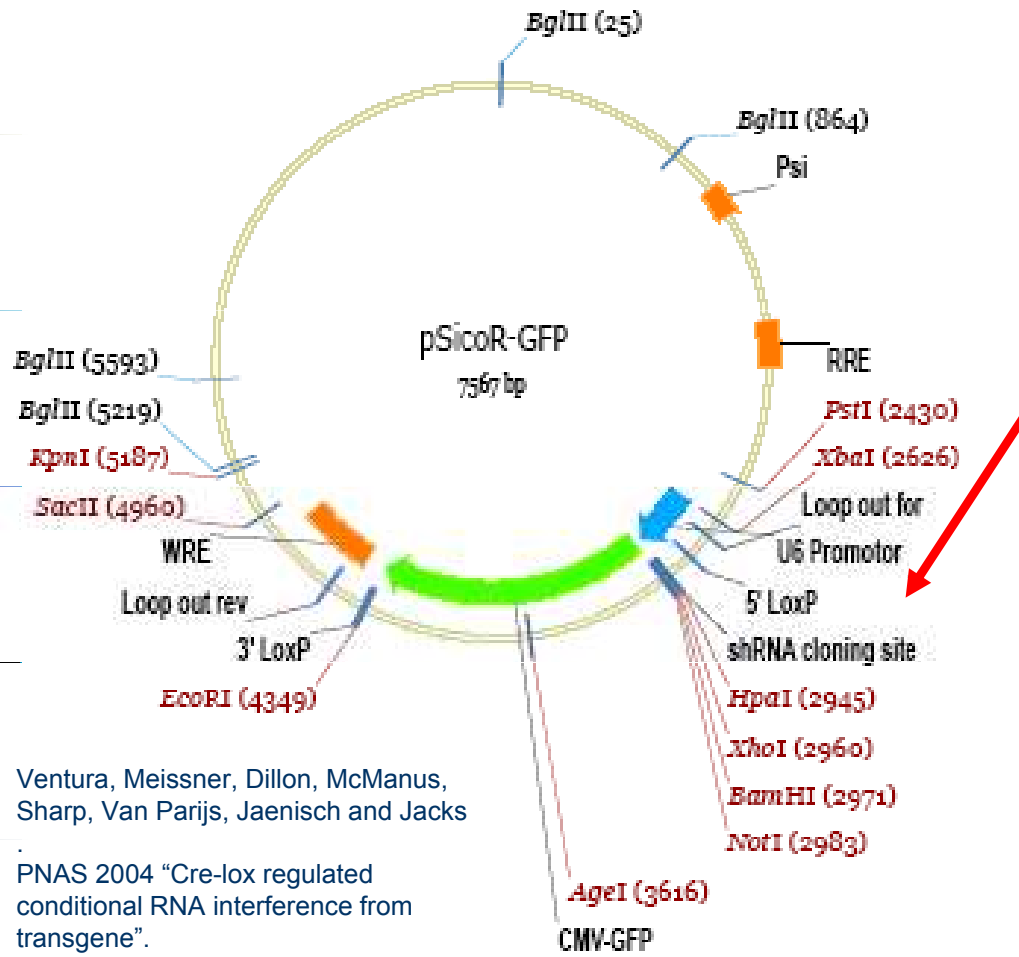 BglII (25)
BglII (864)
Psi
pSicoR-GFP
7567 bp
RRE
BglII (5593)
BglII (5219)
KpnI (5187)
SacII (4960)
PstI (2430)
XbaI (2626)
Loop out for
U6 Promotor
WRE
5' LoxP
Loop out rev
shRNA cloning site
3' LoxP
EcoRI (4349)
HpaI (2945)
XhoI (2960)
BamHI (2971)
NotI (2983)
AgeI (3616)
CMV-GFP
Ventura, Meissner, Dillon, McManus,
Sharp, Van Parijs, Jaenisch and Jacks
.
PNAS 2004 “Cre-lox regulated
conditional RNA interference from
transgene”.